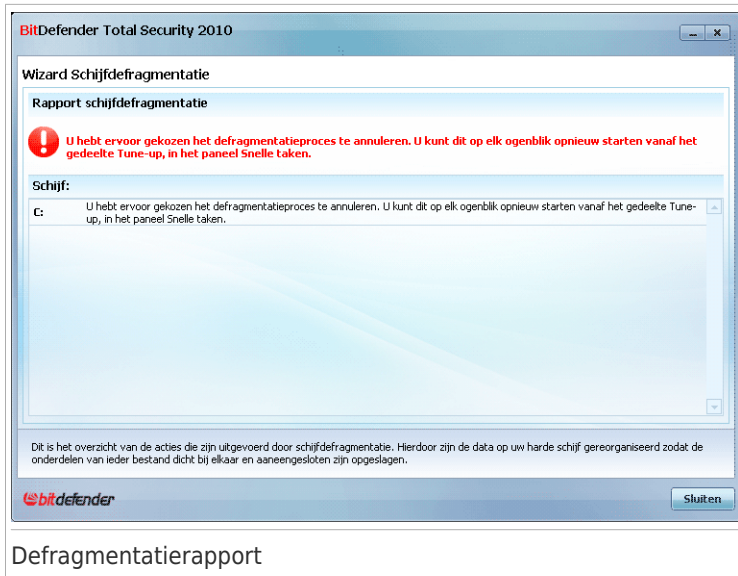 BitDefender Total Security 2010
Wizard Schijfdefragmentatie
Rapport schijfdefragmentatie
U hebt ervoor gekozen het defragmentatieproces te annuleren. U kunt dit op elk ogenblik opnieuw starten vanaf het
gedeelte Tune-up, in het paneel Snelle taken.
Schijf:
C: U hebt ervoor gekozen het defragmentatieproces te annuleren. U kunt dit op elk ogenblik opnieuw starten vanaf het gedeelte Tune-
up, in het paneel Snelle taken.
Dit is het overzicht van de acties die zijn uitgevoerd door schijfdefragmentatie. Hierdoor zijn de data op uw harde schijf gereorganiseerd zodat de
onderdelen van ieder bestand dicht bij elkaar en aaneengesloten zijn opgeslagen.
bitdefender
Sluiten
Defragmentatierapport